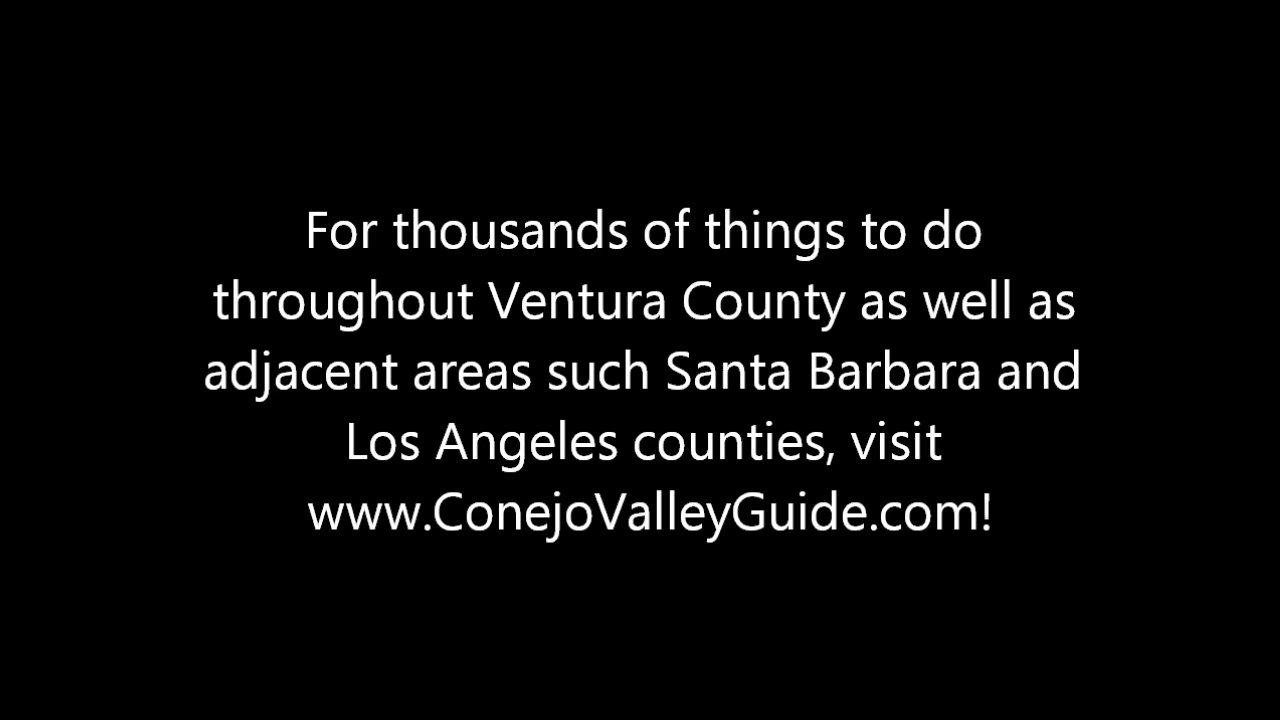 For thousands of things to do
throughout Ventura County as well as
adjacent areas such Santa Barbara and
Los Angeles counties, visit
www.ConejoValleyGuide.com!